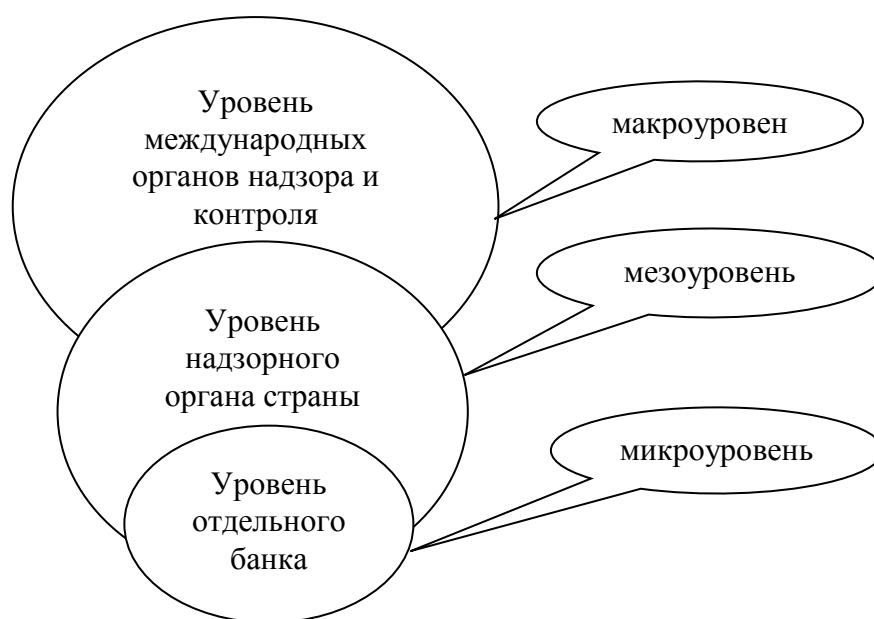 Уровень
международных
органов надзора и
контроля
макроуровен
Уровень
надзорного
органа страны
мезоуровень
Уровень
отдельного
банка
микроуровень